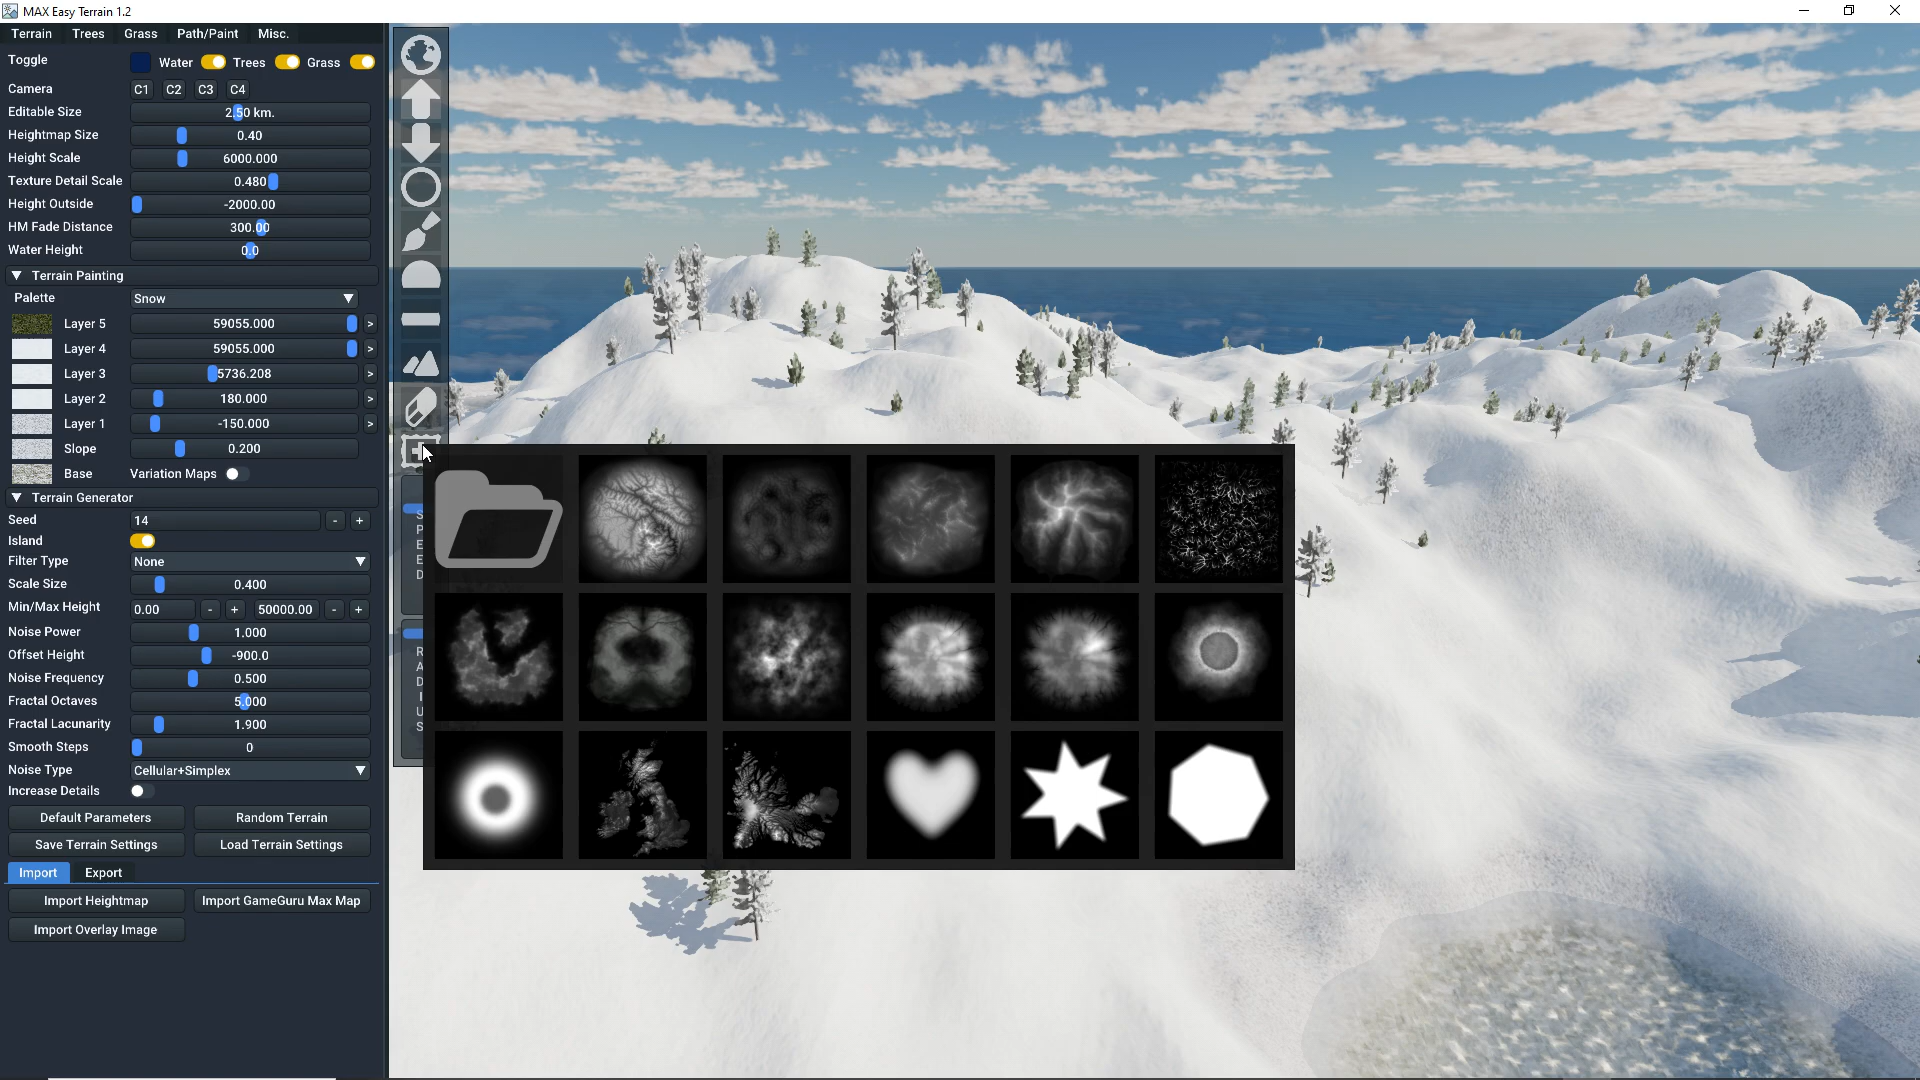 MAX Easy Terrain 1.2
Terrain Trees Grass Path/Paint Misc.
Toggle Water Trees Grass
Camera C1 C2 C3 C4
Editable Size 2.50 km.
Heightmap Size 0.40
Height Scale 6000.000
Texture Detail Scale 0.480
Height Outside -2000.00
HM Fade Distance 300.00
Water Height 0.0
Terrain Painting
Palette Snow
Layer 5 59055.000 >
Layer 4 59055.000 >
Layer 3 5736.208 >
Layer 2 180.000 >
Layer 1 -150.000 >
Slope 0.200
Base Variation Maps
Terrain Generator
Seed 14 - +
Island
Filter Type None
Scale Size 0.400
Min/Max Height 0.00 - + 50000.00 - +
Noise Power 1.000
Offset Height -900.0
Noise Frequency 0.500
Fractal Octaves 5.000
Fractal Lacunarity 1.900
Smooth Steps 0
Noise Type Cellular+Simplex
Increase Details
Default Parameters Random Terrain
Save Terrain Settings Load Terrain Settings
Import Export
Import Heightmap Import GameGuru Max Map
Import Overlay Image